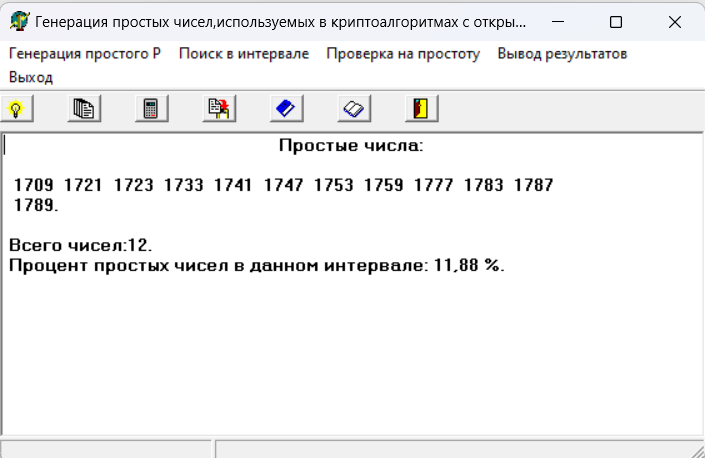 Генерация простых чисел,используемых в криптоалгоритмах с откры...
Генерация простого P Поиск в интервале Проверка на простоту Вывод результатов
Выход
Простые числа:
1709 1721 1723 1733 1741 1747 1753 1759 1777 1783 1787
1789.
Всего чисел:12.
Процент простых чисел в данном интервале: 11,88 %.